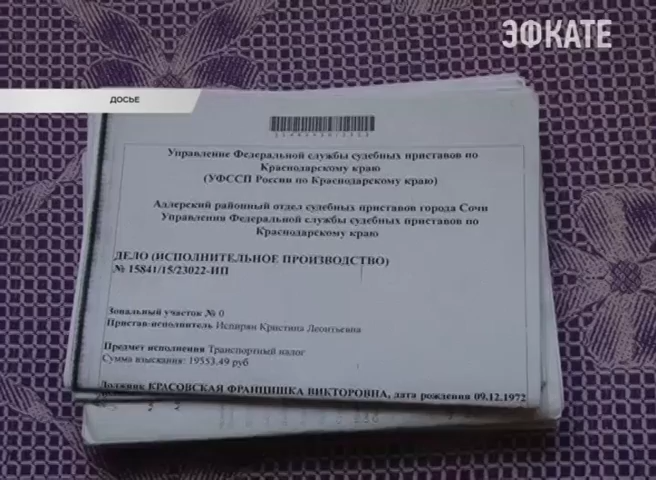 ЭФКАТЕ
ДОСЬЕ
Управление Федеральной службы судебных приставов по
Краснодарскому краю
(УФССП России по Краснодарскому краю)
Адлерский районный отдел судебных приставов города Сочи
Управления Федеральной службы судебных приставов по
Краснодарскому краю
ДЕЛО (ИСПОЛНИТЕЛЬНОЕ ПРОИЗВОДСТВО)
№ 15841/15/23022-ИП
Зональный участок № 0
Пристав-исполнитель Испирян Кристина Леонтьевна
Предмет исполнения Транспортный налог
Сумма взыскания: 19553.49 руб
Должник КРАСОВСКАЯ ФРАНЦИШКА ВИКТОРОВНА, дата рождения 09.12.1972